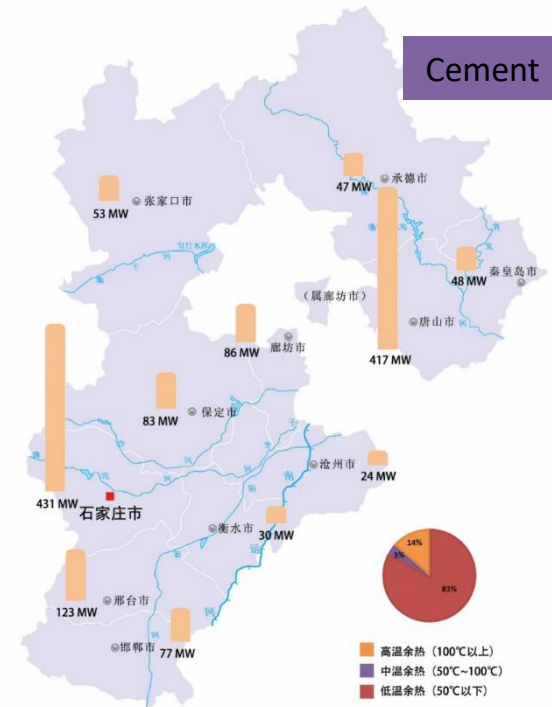 Cement
47 MW
承德市
53 MW
张家口市
官厅水库
48 MW
秦皇岛市
(属廊坊市)
唐山市
86 MW
廊坊市
417 MW
83 MW
保定市
沧州市
24 MW
431 MW
石家庄市
衡水市
30 MW
14%
3%
83%
123 MW
邢台市
邯郸市
77 MW
高温余热(100℃以上)
中温余热(50℃~100℃)
低温余热(50℃以下)